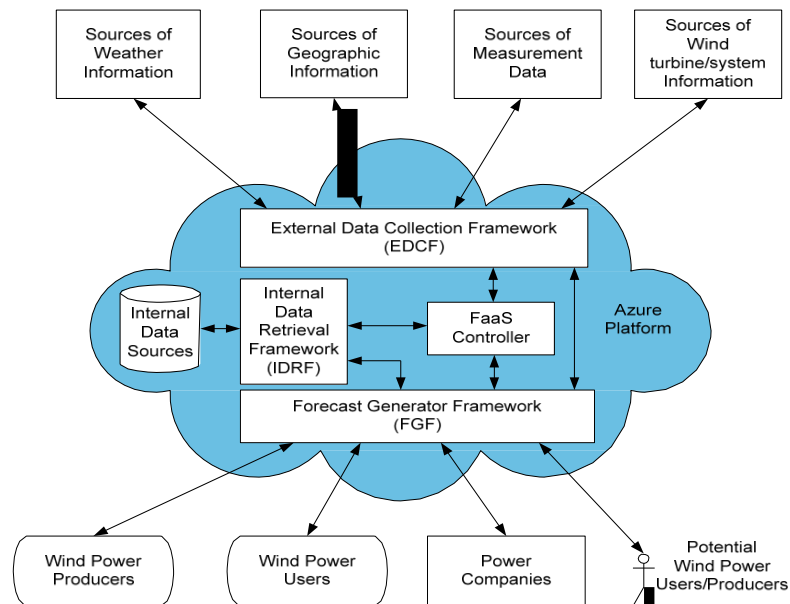 Sources of
Weather
Information
Sources of
Geographic
Information
Sources of
Measurement
Data
Sources of
Wind
turbine/system
Information
External Data Collection Framework
(EDCF)
Internal
Data
Sources
Internal
Data
Retrieval
Framework
(IDRF)
FaaS
Controller
Azure
Platform
Forecast Generator Framework
(FGF)
Wind Power
Producers
Wind Power
Users
Power
Companies
Potential
Wind Power
Users/Producers